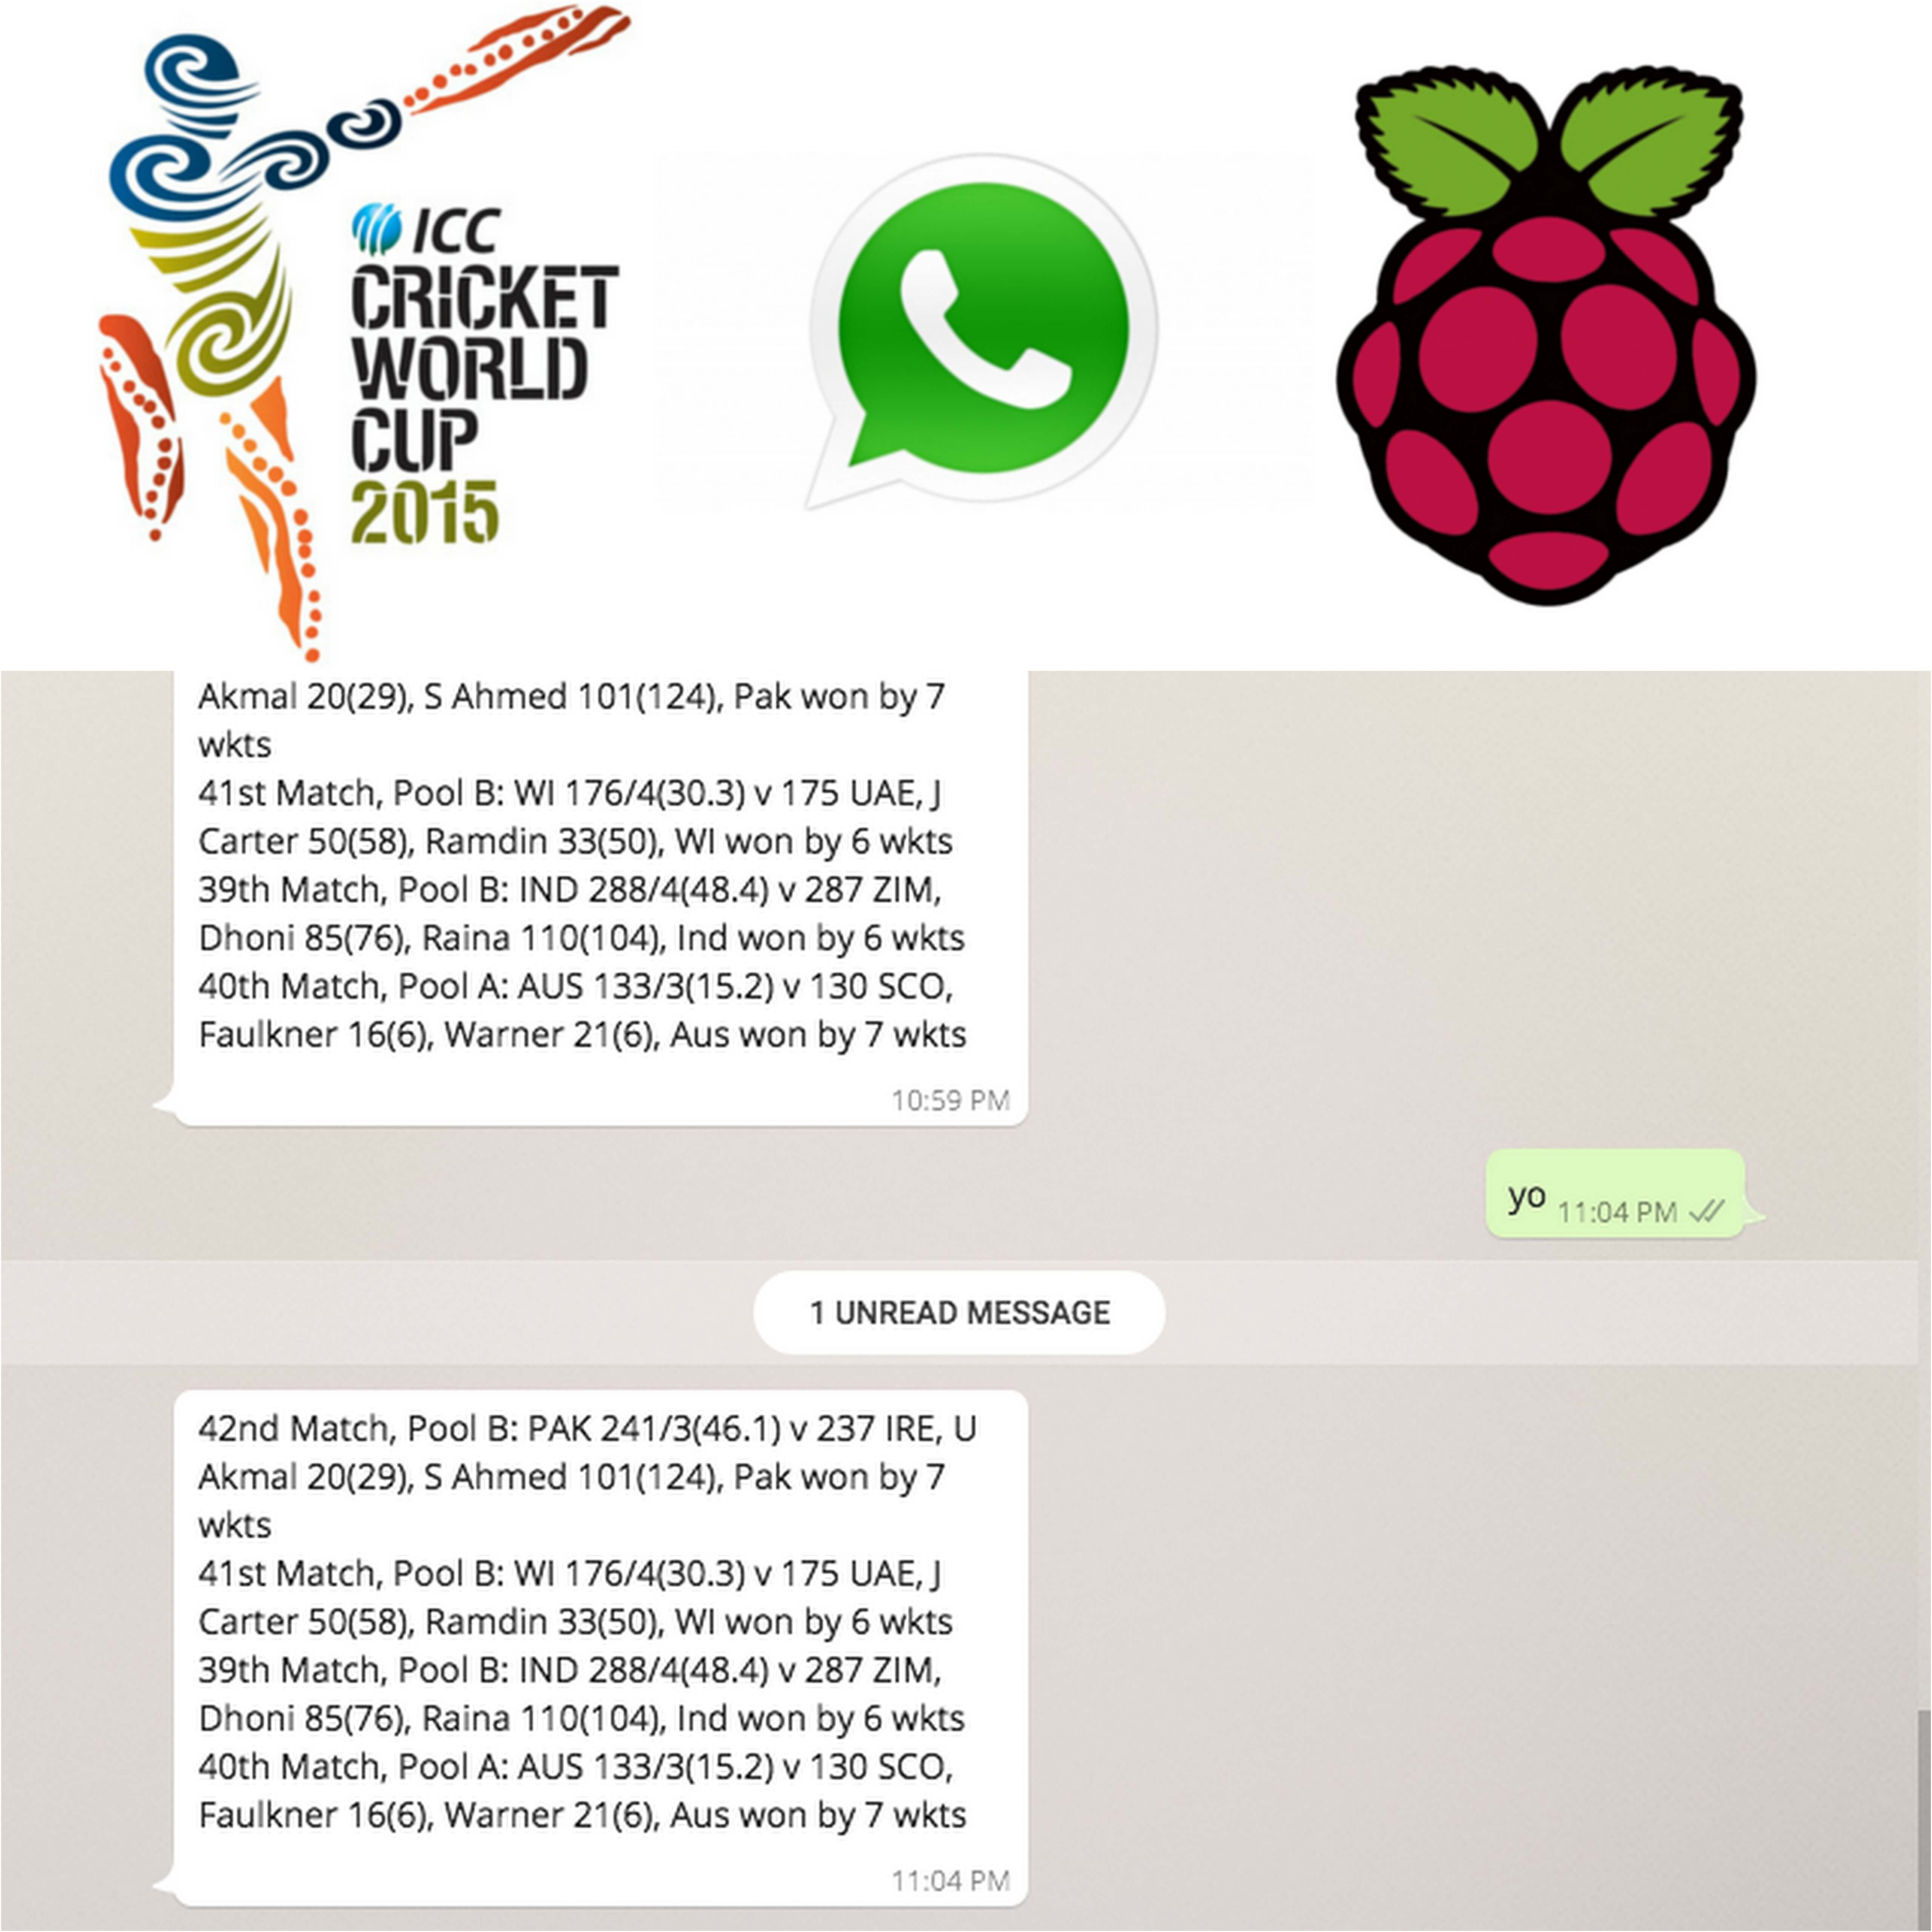 ICC
CRICKET
WORLD
CUP
2015
Akmal 20(29), S Ahmed 101(124), Pak won by 7
wkts
41st Match, Pool B: WI 176/4(30.3) v 175 UAE, J
Carter 50(58), Ramdin 33(50), WI won by 6 wkts
39th Match, Pool B: IND 288/4(48.4) v 287 ZIM,
Dhoni 85(76), Raina 110(104), Ind won by 6 wkts
40th Match, Pool A: AUS 133/3(15.2) v 130 SCO,
Faulkner 16(6), Warner 21(6), Aus won by 7 wkts
10:59 PM
yo 11:04 PM
1 UNREAD MESSAGE
42nd Match, Pool B: PAK 241/3(46.1) v 237 IRE, U
Akmal 20(29), S Ahmed 101(124), Pak won by 7
wkts
41st Match, Pool B: WI 176/4(30.3) v 175 UAE, J
Carter 50(58), Ramdin 33(50), WI won by 6 wkts
39th Match, Pool B: IND 288/4(48.4) v 287 ZIM,
Dhoni 85(76), Raina 110(104), Ind won by 6 wkts
40th Match, Pool A: AUS 133/3(15.2) v 130 SCO,
Faulkner 16(6), Warner 21(6), Aus won by 7 wkts
11:04 PM